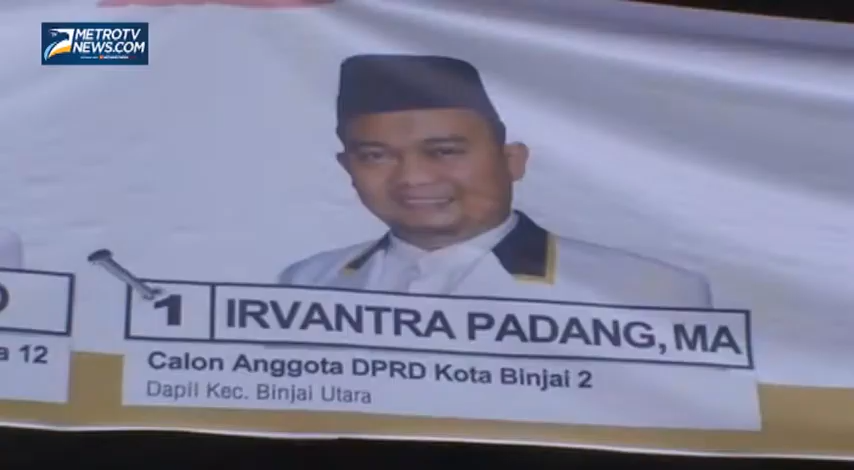 METROTV
NEWS.COM
1 IRVANTRA PADANG, MA
a 12
Calon Anggota DPRD Kota Binjai 2
Dapil Kec. Binjai Utara